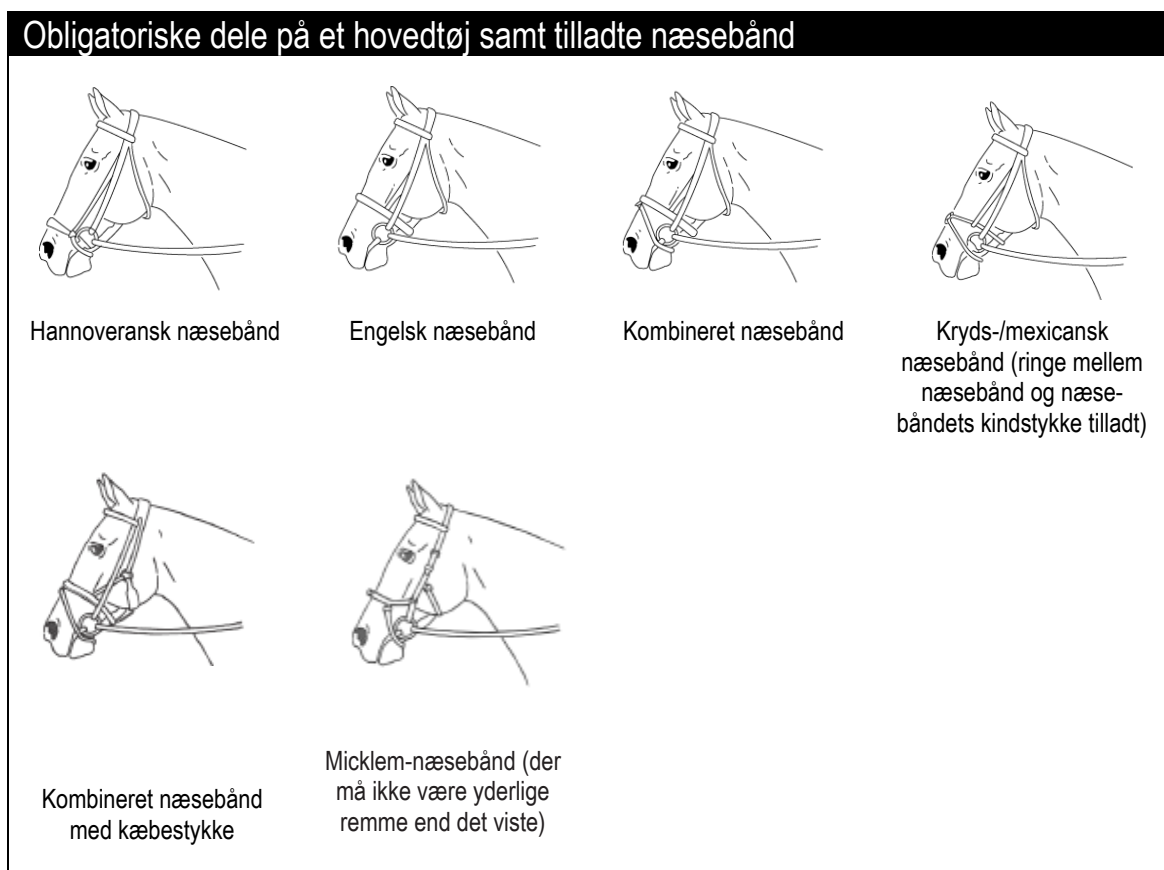 Obligatoriske dele på et hovedtøj samt tilladte næsebånd
Hannoveransk næsebånd
Engelsk næsebånd
Kombineret næsebånd
Kryds-/mexicansk
næsebånd (ringe mellem
næsebånd og næse-
båndets kindstykke tilladt)
Kombineret næsebånd
med kæbestykke
Micklem-næsebånd (der
må ikke være yderlige
remme end det viste)